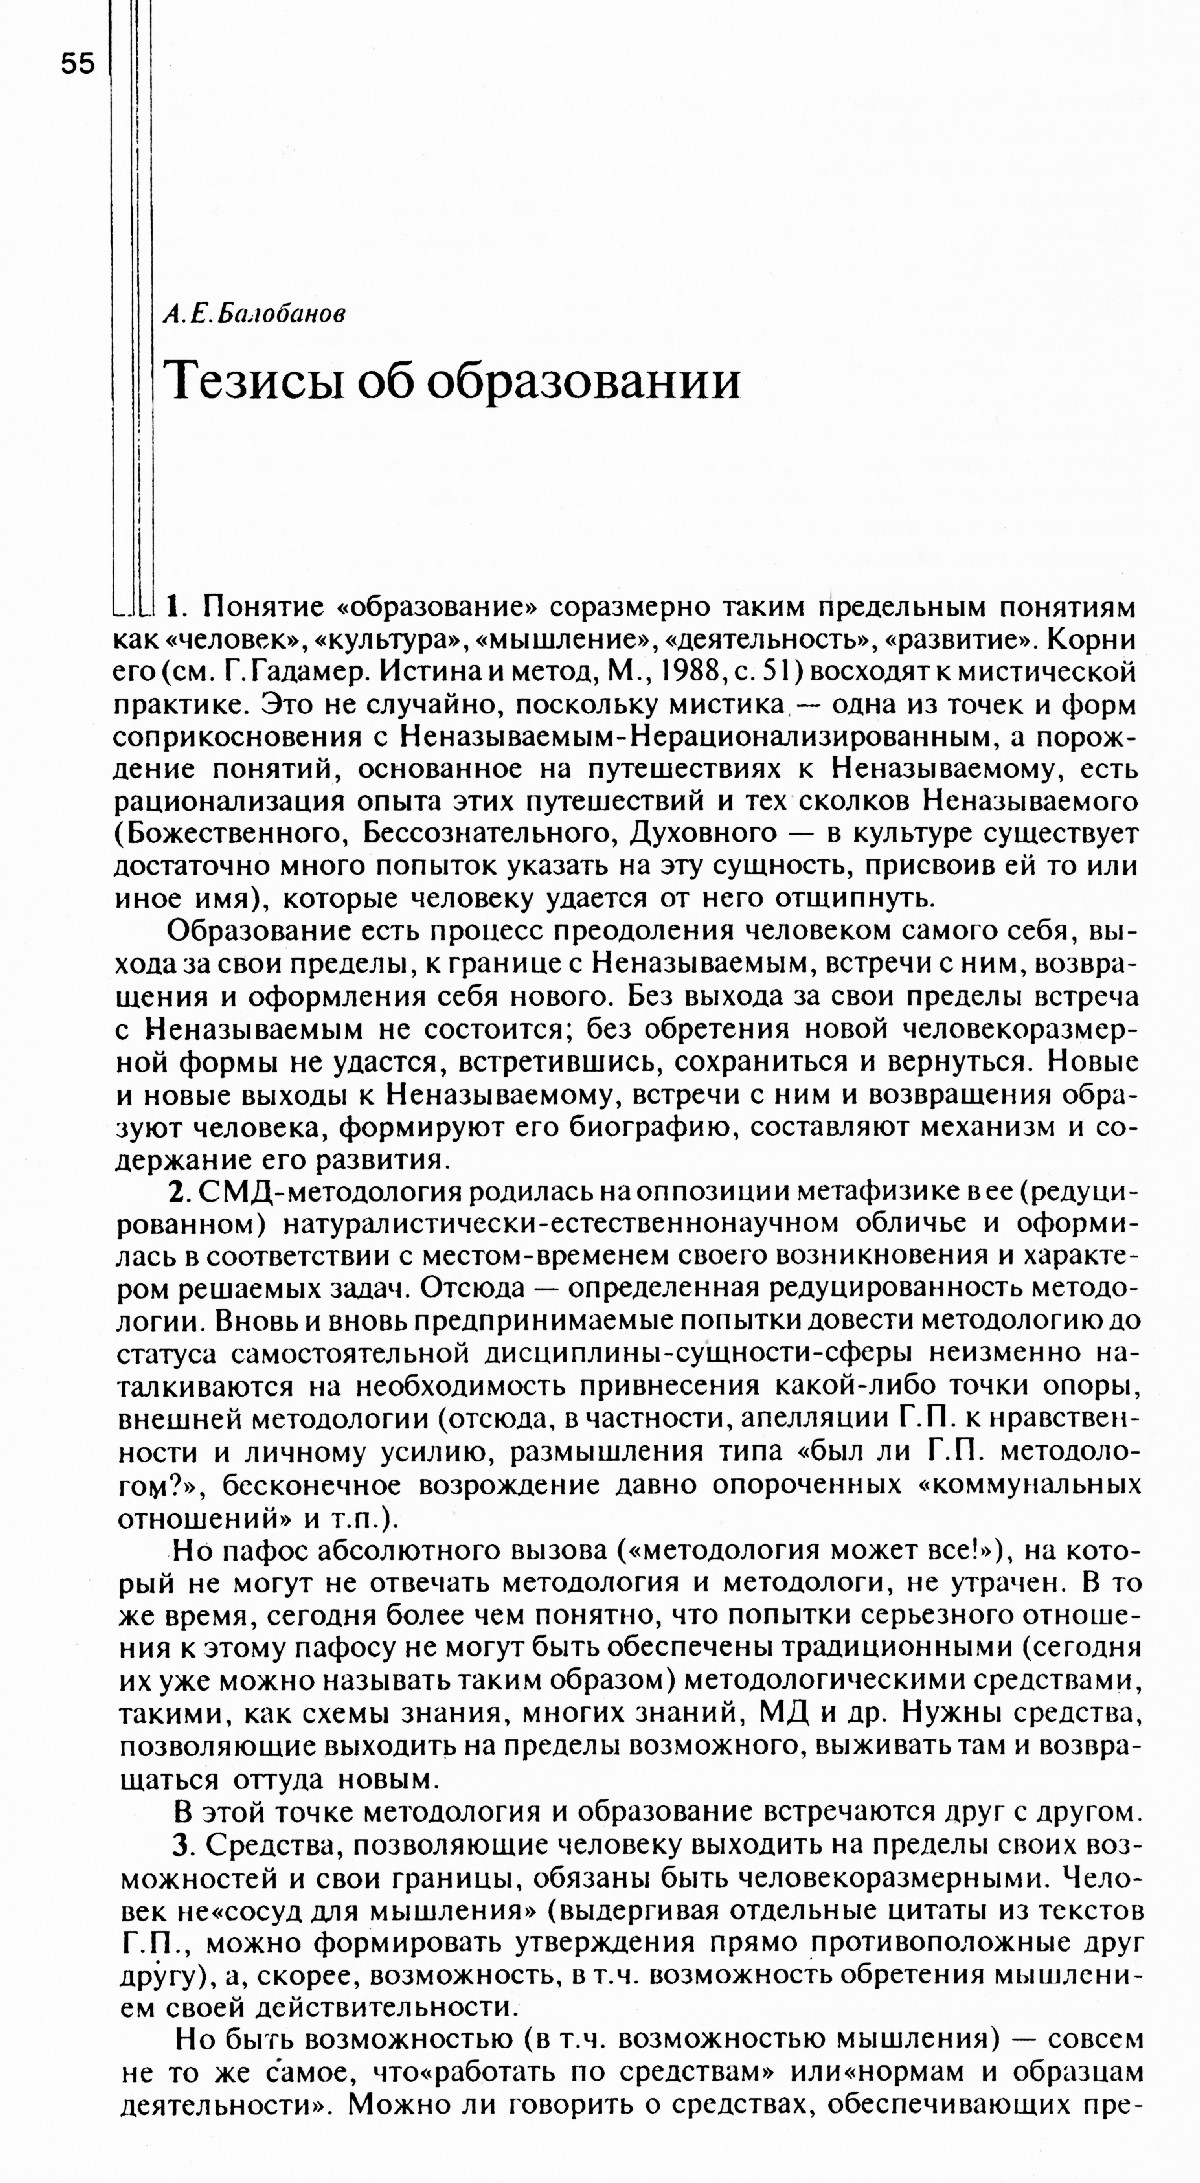 55
А.Е.Балобанов
Тезисы об образовании
1. Понятие «образование» соразмерно таким предельным понятиям
как «человек», «культура», «мышление», «деятельность», «развитие». Корни
его (см. Г.Гадамер. Истина и метод, М., 1988, с. 51) восходят к мистической
практике. Это не случайно, поскольку мистика — одна из точек и форм
соприкосновения с Неназываемым-Нерационализированным, а порож-
дение понятий, основанное на путешествиях к Неназываемому, есть
рационализация опыта этих путешествий и тех сколков Неназываемого
(Божественного, Бессознательного, Духовного — в культуре существует
достаточно много попыток указать на эту сущность, присвоив ей то или
иное имя), которые человеку удается от него отщипнуть.
Образование есть процесс преодоления человеком самого себя, вы-
хода за свои пределы, к границе с Неназываемым, встречи с ним, возвра-
щения и оформления себя нового. Без выхода за свои пределы встреча
с Неназываемым не состоится; без обретения новой человекоразмер-
ной формы не удастся, встретившись, сохраниться и вернуться. Новые
и новые выходы к Неназываемому, встречи с ним и возвращения обра-
зуют человека, формируют его биографию, составляют механизм и со-
держание его развития.
2. СМД-методология родилась на оппозиции метафизике в ее (редуци-
рованном) натуралистически-естественнонаучном обличье и оформи-
лась в соответствии с местом-временем своего возникновения и характе-
ром решаемых задач. Отсюда — определенная редуцированность методо-
логии. Вновь и вновь предпринимаемые попытки довести методологию до
статуса самостоятельной дисциплины-сущности-сферы неизменно на-
талкиваются на необходимость привнесения какой-либо точки опоры,
внешней методологии (отсюда, в частности, апелляции Г.П. к нравствен-
ности и личному усилию, размышления типа «был ли Г.П. методоло-
гом?», бесконечное возрождение давно опороченных «коммунальных
отношений» и т.п.).
Но пафос абсолютного вызова («методология может все!»), на кото-
рый не могут не отвечать методология и методологи, не утрачен. В то
же время, сегодня более чем понятно, что попытки серьезного отноше-
ния к этому пафосу не могут быть обеспечены традиционными (сегодня
их уже можно называть таким образом) методологическими средствами,
такими, как схемы знания, многих знаний, МД и др. Нужны средства,
позволяющие выходить на пределы возможного, выживать там и возвра-
щаться оттуда новым.
В этой точке методология и образование встречаются друг с другом.
3. Средства, позволяющие человеку выходить на пределы своих воз-
можностей и свои границы, обязаны быть человекоразмерными. Чело-
век не«сосуд для мышления» (выдергивая отдельные цитаты из текстов
Г.П., можно формировать утверждения прямо противоположные друг
другу), а, скорее, возможность, в т.ч. возможность обретения мышлени-
ем своей действительности.
Но быть возможностью (в т.ч. возможностью мышления) — совсем
не то же самое, что«работать по средствам» или«нормам и образцам
деятельности». Можно ли говорить о средствах, обеспечивающих пре-